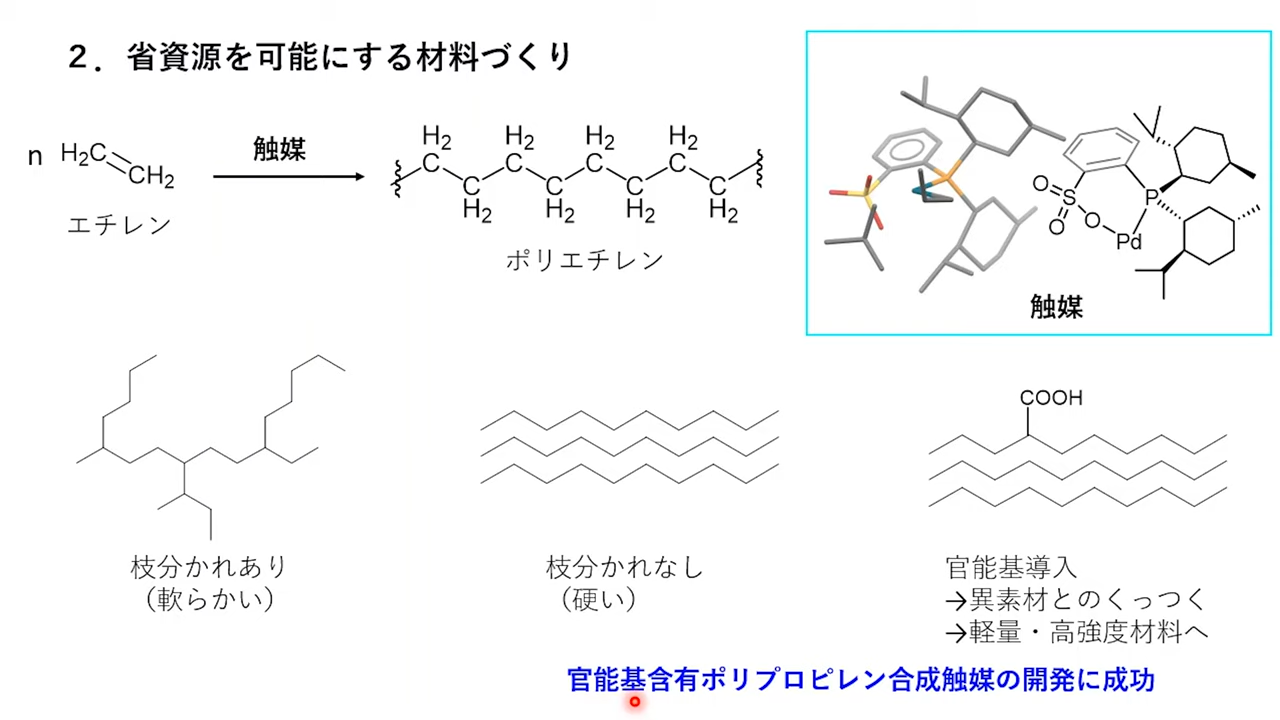 ２．省資源を可能にする材料づくり
n H₂C CH₂
エチレン
触媒
H₂ H₂ H₂ H₂
C C C C
C C C C
H₂ H₂ H₂ H₂
ポリエチレン
O S O O P Pd
触媒
枝分かれあり
（軟らかい）
枝分かれなし
（硬い）
COOH
官能基導入
→異素材とのくっつく
→軽量・高強度材料へ
官能基含有ポリプロピレン合成触媒の開発に成功